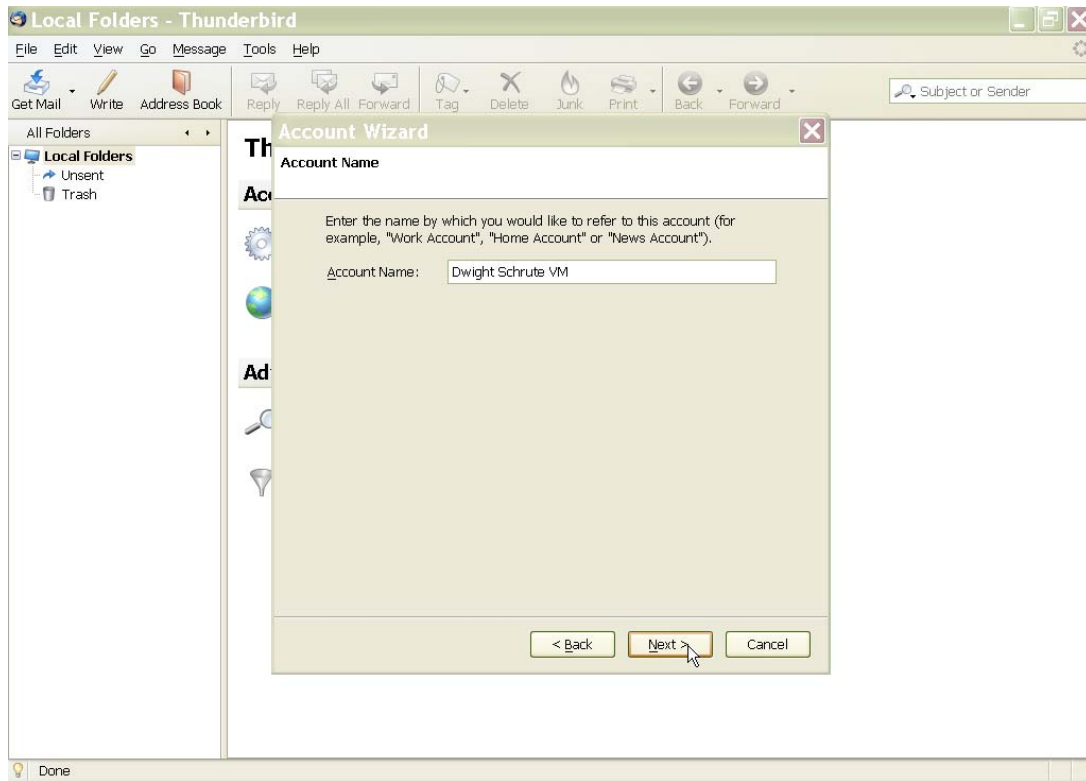 Local Folders - Thunderbird
File Edit View Go Message Tools Help
Get Mail Write Address Book Reply Reply All Forward Tag Delete Junk Print Back Forward Subject or Sender
All Folders
Local Folders
Unsent
Trash
Th
Acc
Ad
Account Wizard
Account Name
Enter the name by which you would like to refer to this account (for
example, "Work Account", "Home Account" or "News Account").
Account Name: Dwight Schrute VM
< Back Next > Cancel
Done